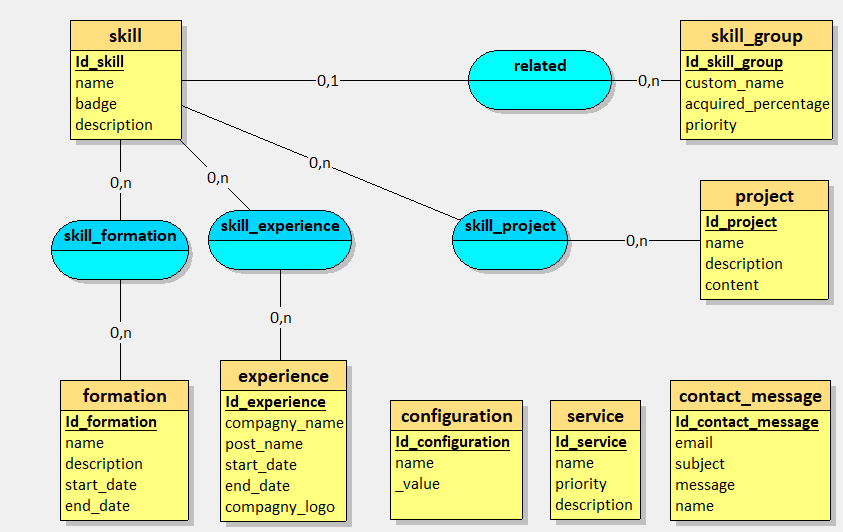 skill
Id_skill
name
badge
description
0,1
related
0,n
skill_group
Id_skill_group
custom_name
acquired_percentage
priority
0,n
0,n
0,n
skill_formation
skill_experience
skill_project
0,n
project
Id_project
name
description
content
0,n
0,n
formation
Id_formation
name
description
start_date
end_date
experience
Id_experience
compagny_name
post_name
start_date
end_date
compagny_logo
configuration
Id_configuration
name
_value
service
Id_service
name
priority
description
contact_message
Id_contact_message
email
subject
message
name